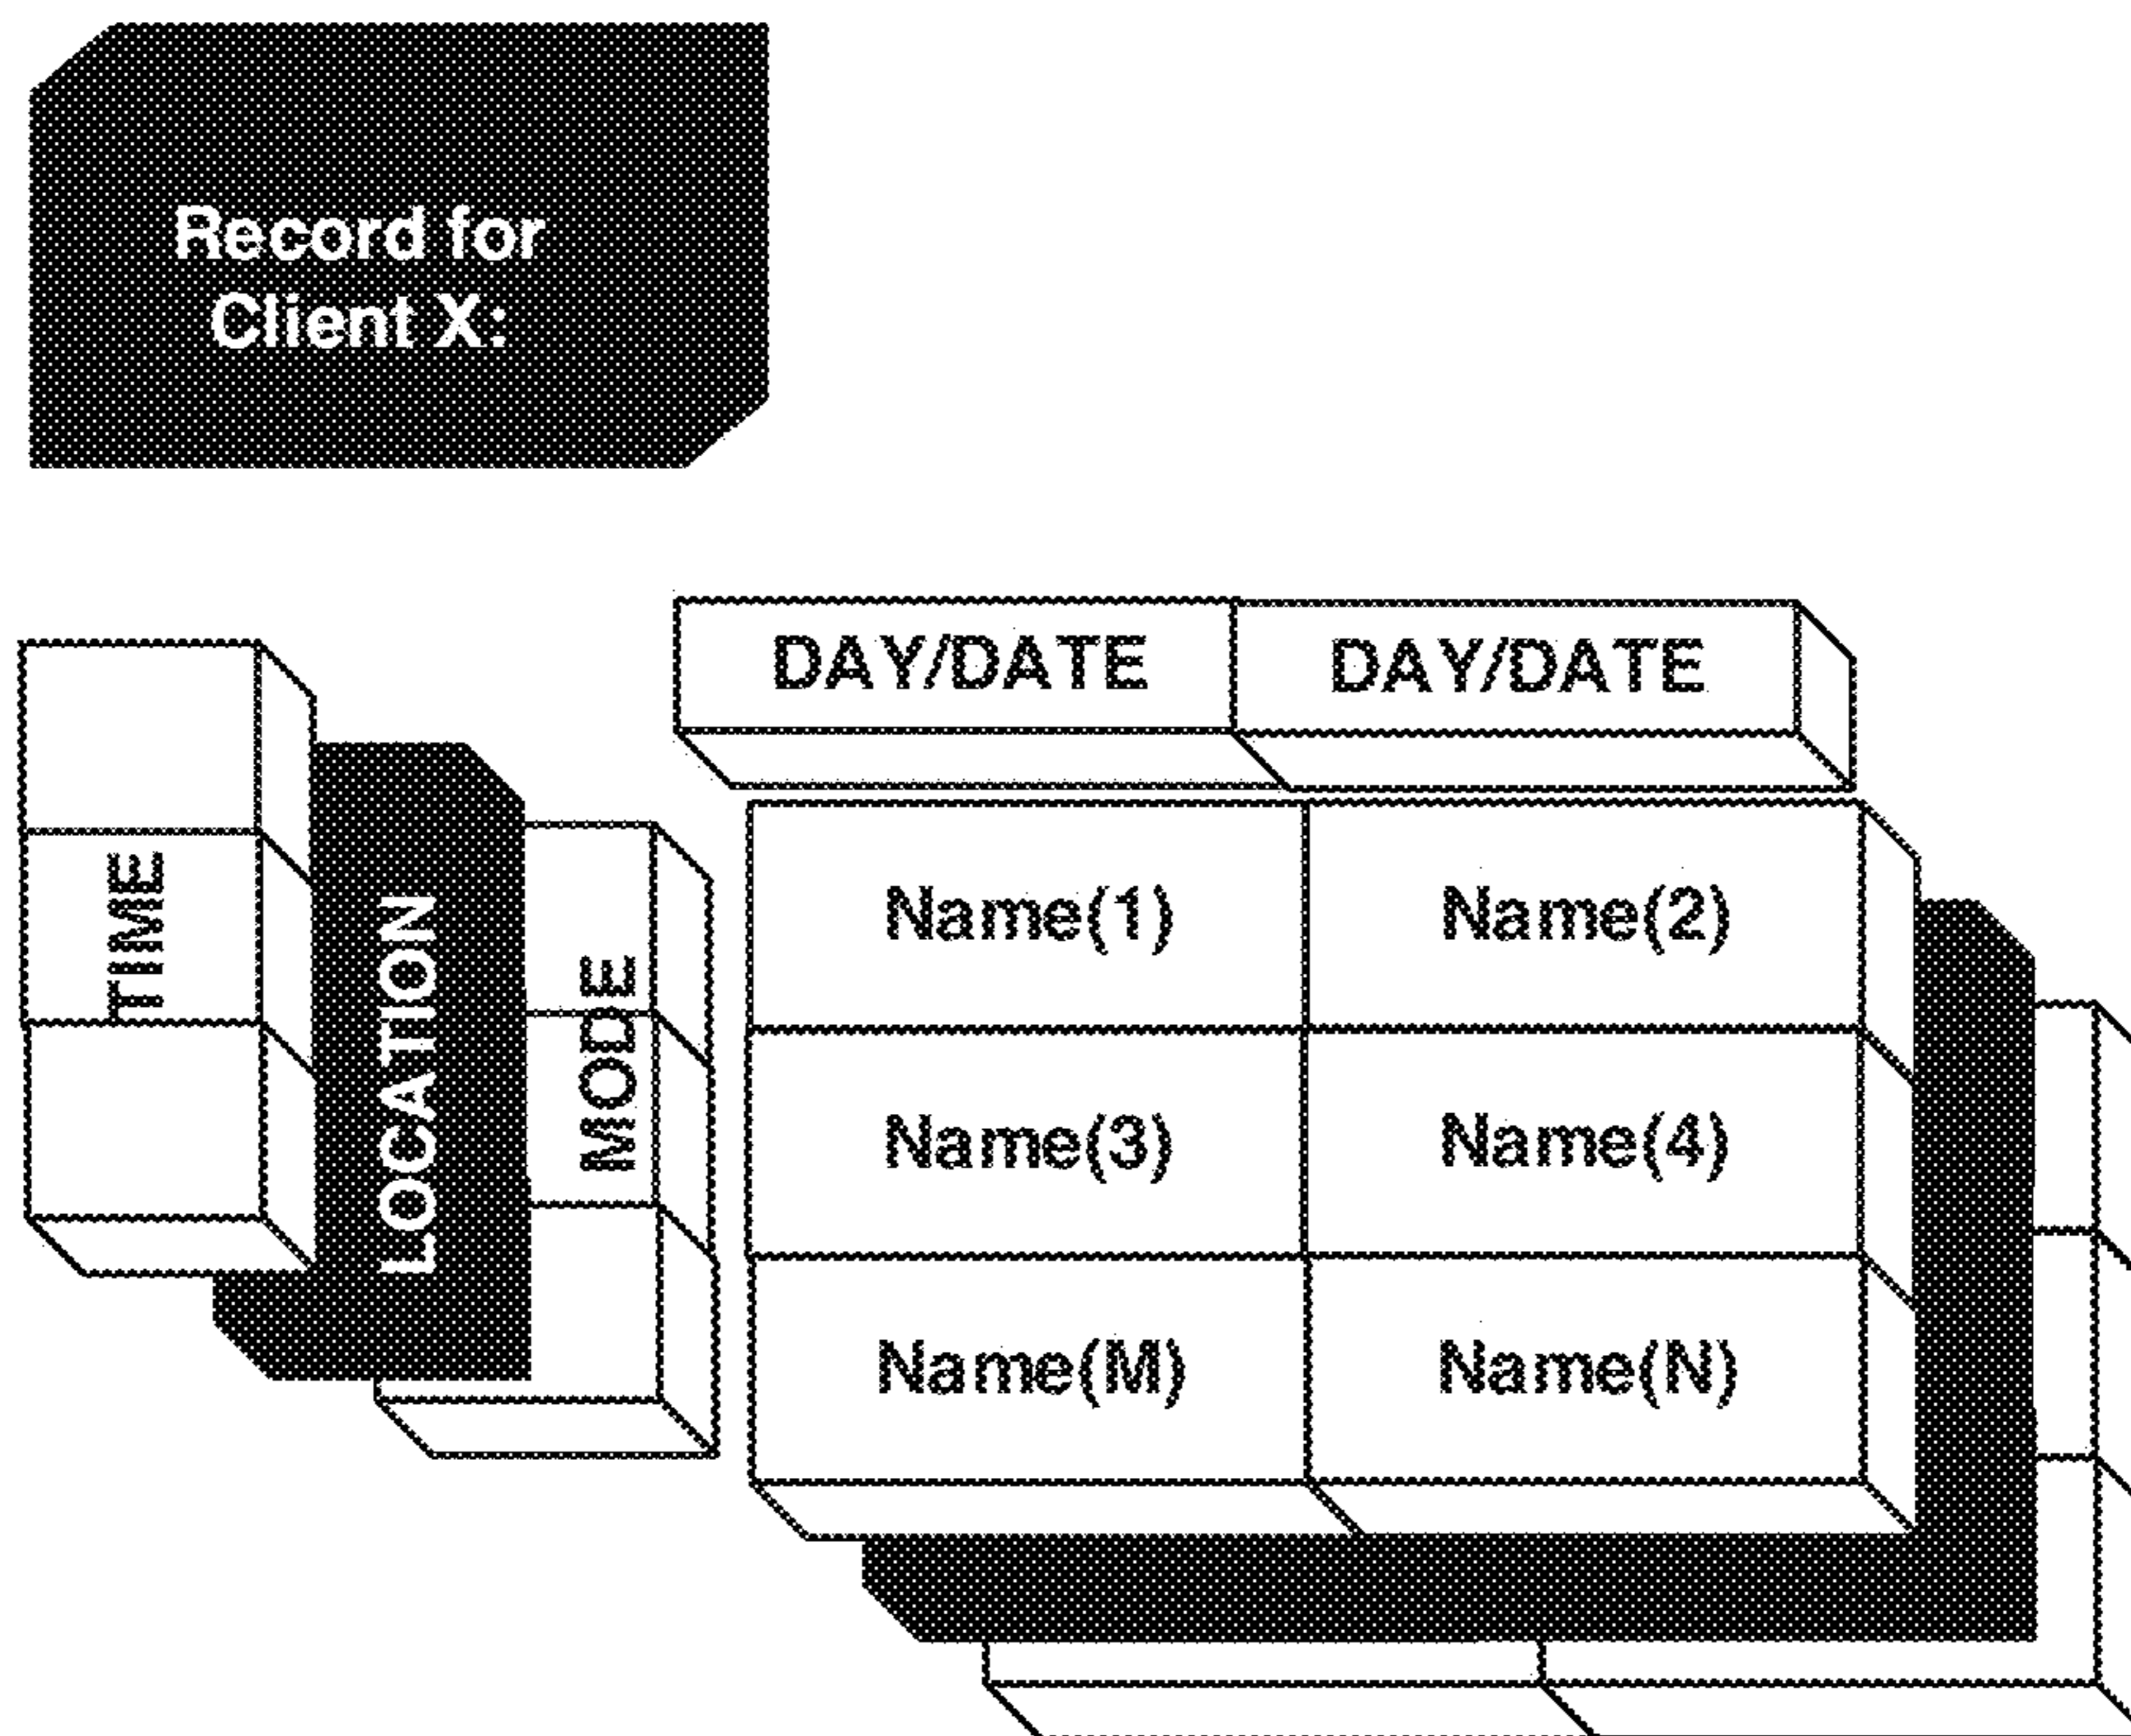 Record for
Client X:
DAY/DATE DAY/DATE
TIME
LOCATION
MODE
Name(1) Name(2)
Name(3) Name(4)
Name(M) Name(N)